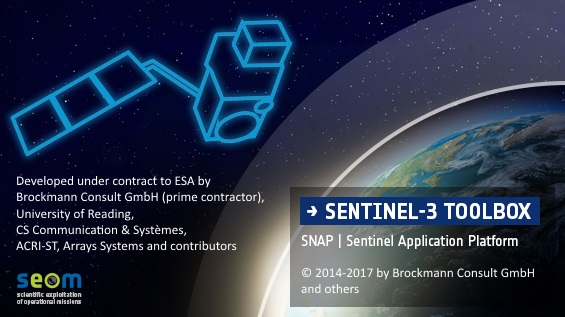 Developed under contract to ESA by
Brockmann Consult GmbH (prime contractor),
University of Reading,
CS Communication & Systèmes,
ACRI-ST, Arrays Systems and contributors
seom
scientific exploitation
of operational missions
→ SENTINEL-3 TOOLBOX
SNAP | Sentinel Application Platform
© 2014-2017 by Brockmann Consult GmbH
and others